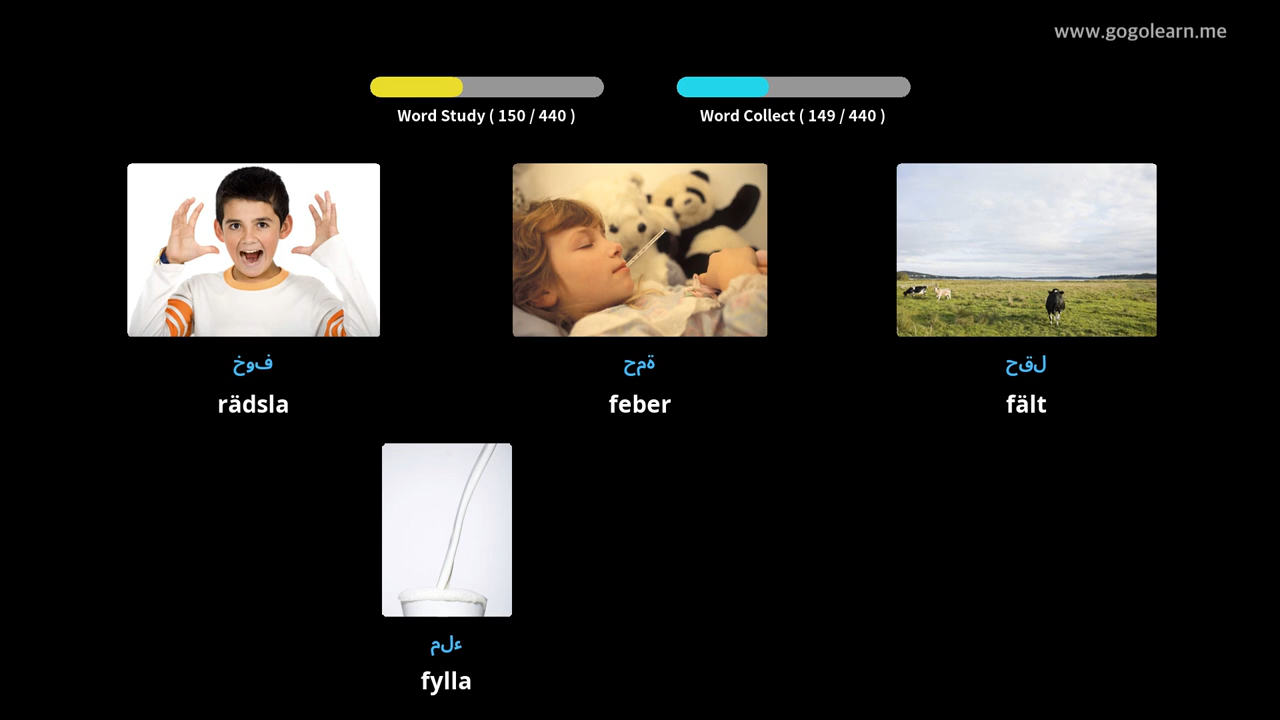 www.gogolearn.me
Word Study ( 150 / 440 )
Word Collect ( 149 / 440 )
فوخ
ةمح
لقح
rädsla
feber
fält
ءلم
fylla